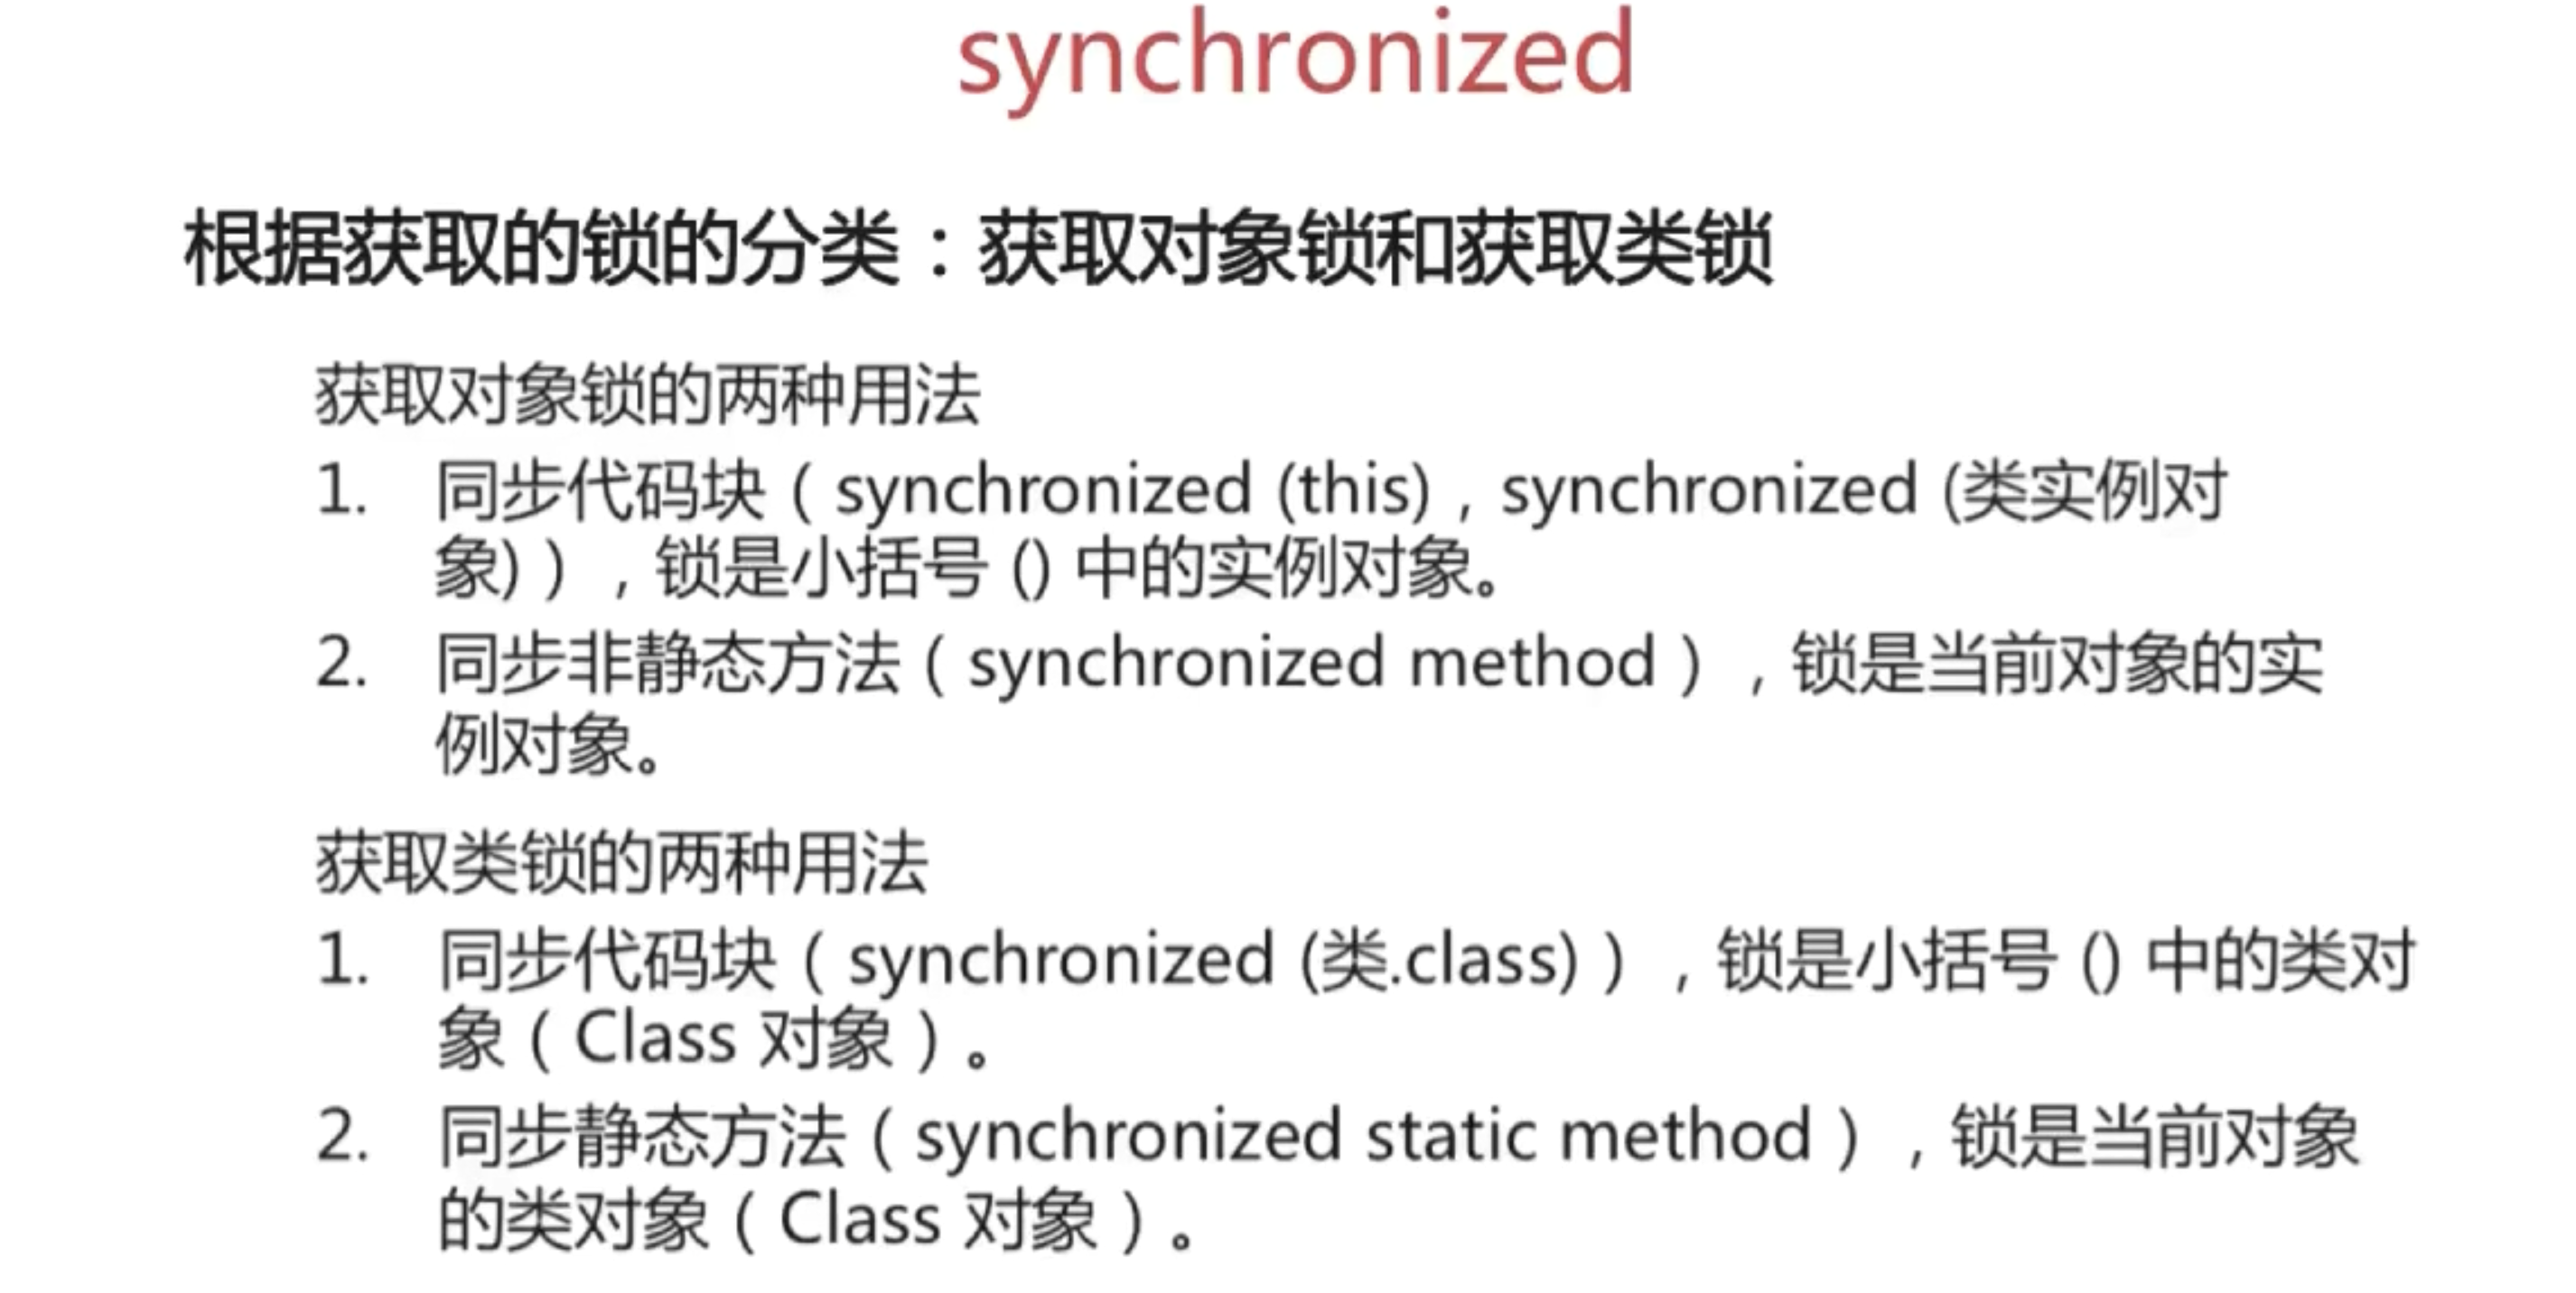 synchronized
根据获取的锁的分类：获取对象锁和获取类锁
获取对象锁的两种用法
1. 同步代码块（ synchronized (this)，synchronized (类实例对
象) ），锁是小括号 () 中的实例对象。
2. 同步非静态方法（ synchronized method ），锁是当前对象的实
例对象。
获取类锁的两种用法
1. 同步代码块（ synchronized (类.class) ），锁是小括号 () 中的类对
象（ Class 对象 ）。
2. 同步静态方法（ synchronized static method ），锁是当前对象
的类对象（ Class 对象 ）。